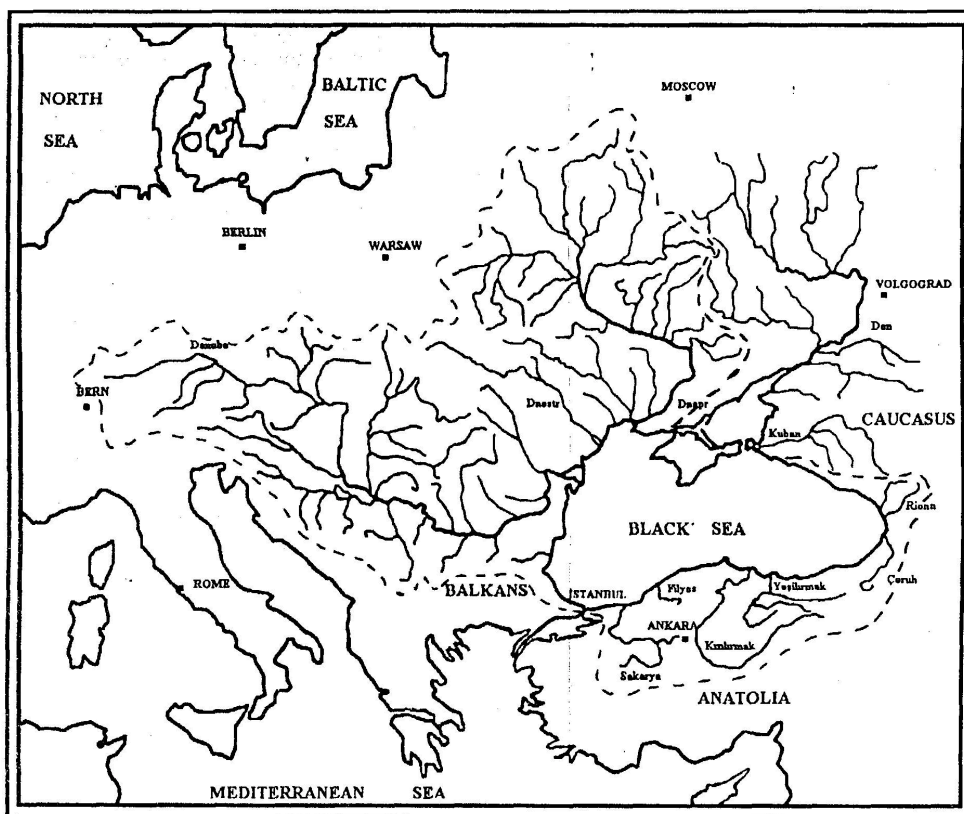 MOSCOW
NORTH
SEA
BALTIC
SEA
BERLIN
WARSAW
VOLGOGRAD
Don
Danube
BERN
Dnestr
Dnepr
CAUCASUS
Kuban
Rioni
BLACK SEA
ROME
BALKANS
ISTANBUL
Filyos
Yeşilırmak
Çoruh
ANKARA
Kızılırmak
Sakarya
ANATOLIA
MEDITERRANEAN SEA